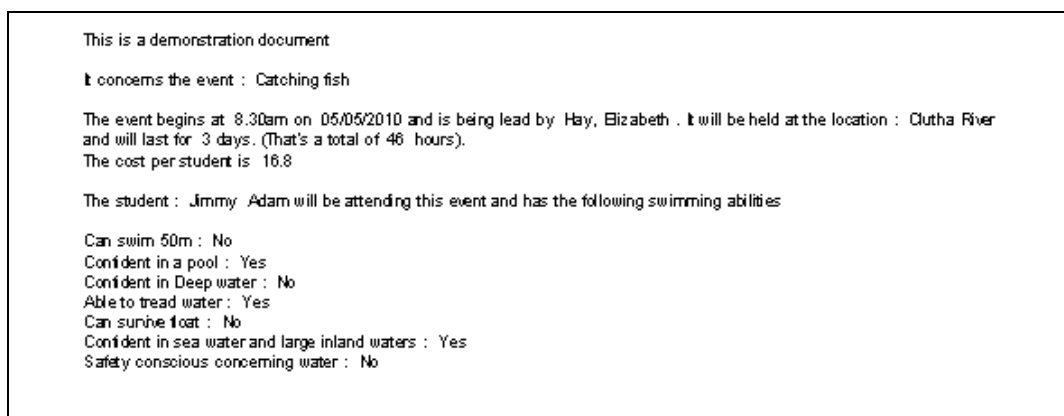 This is a demonstration document
It concerns the event : Catching fish
The event begins at 8.30am on 05/05/2010 and is being lead by Hay, Elizabeth . It will be held at the location : Clutha River
and will last for 3 days. (That's a total of 46 hours).
The cost per student is 16.8
The student : Jimmy Adam will be attending this event and has the following swimming abilities
Can swim 50m : No
Confident in a pool : Yes
Confident in Deep water : No
Able to tread water : Yes
Can survive float : No
Confident in sea water and large inland waters : Yes
Safety conscious concerning water : No